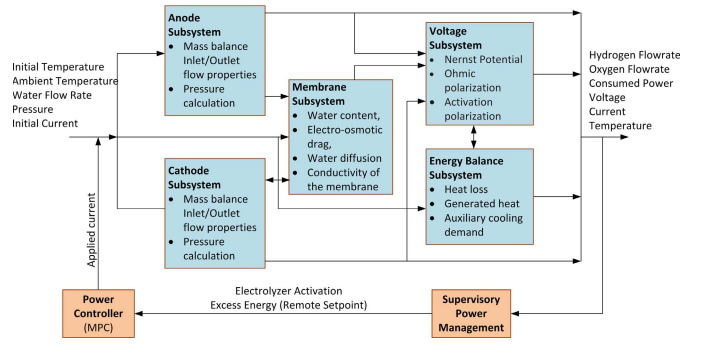 Initial Temperature
Ambient Temperature
Water Flow Rate
Pressure
Initial Current
Anode
Subsystem
• Mass balance
Inlet/Outlet
flow properties
• Pressure
calculation
Membrane
Subsystem
• Water content,
• Electro-osmotic
drag,
• Water diffusion
• Conductivity of
the membrane
Cathode
Subsystem
• Mass balance
Inlet/Outlet
flow properties
• Pressure
calculation
Voltage
Subsystem
• Nernst Potential
• Ohmic
polarization
• Activation
polarization
Energy Balance
Subsystem
• Heat loss
• Generated heat
• Auxiliary cooling
demand
Hydrogen Flowrate
Oxygen Flowrate
Consumed Power
Voltage
Current
Temperature
Applied current
Power
Controller
(MPC)
Electrolyzer Activation
Excess Energy (Remote Setpoint)
Supervisory
Power
Management